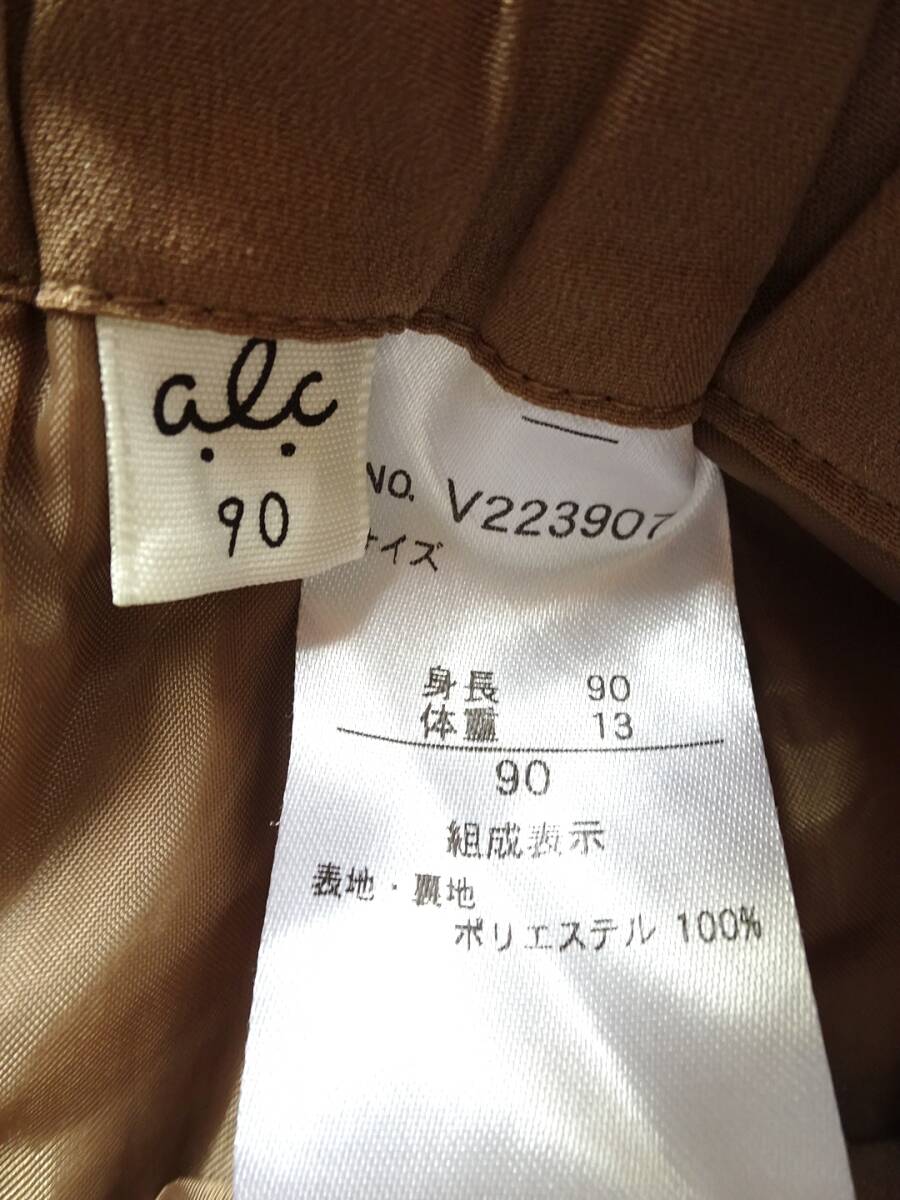 alc
90
No. V223907
サイズ
身長 90
体重 13
90
組成表示
表地・裏地
ポリエステル 100%